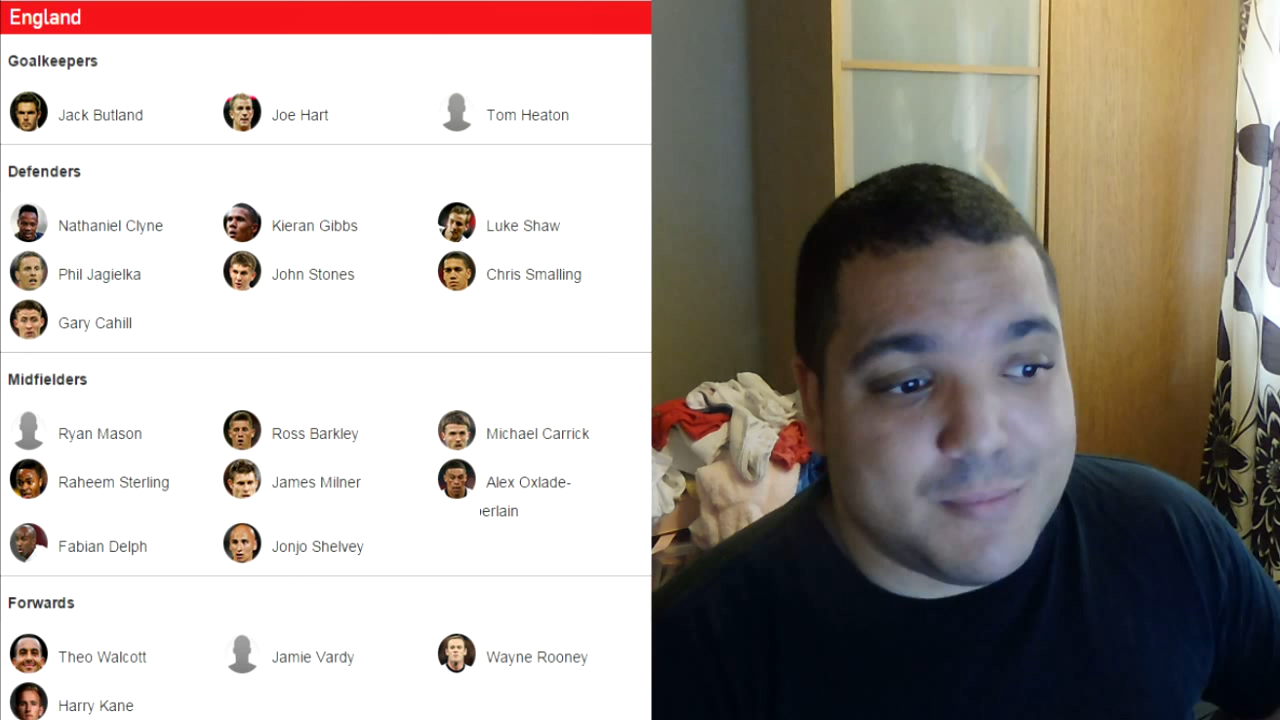 England
Goalkeepers
Jack Butland Joe Hart Tom Heaton
Defenders
Nathaniel Clyne Kieran Gibbs Luke Shaw
Phil Jagielka John Stones Chris Smalling
Gary Cahill
Midfielders
Ryan Mason Ross Barkley Michael Carrick
Raheem Sterling James Milner Alex Oxlade-
erlain
Fabian Delph Jonjo Shelvey
Forwards
Theo Walcott Jamie Vardy Wayne Rooney
Harry Kane